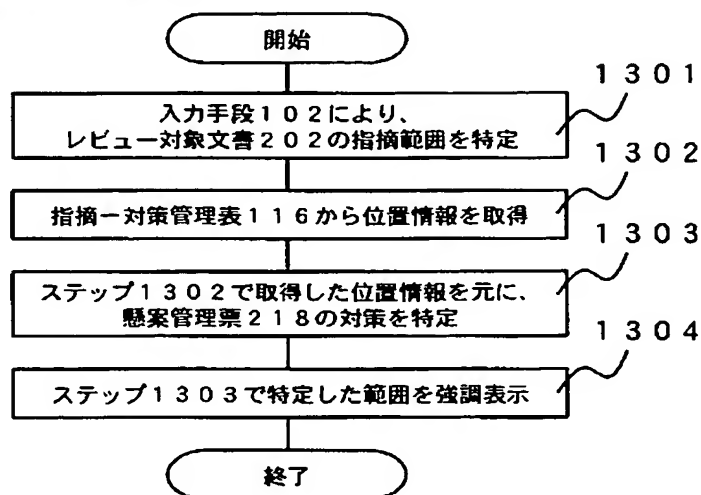 開始
1301
入力手段102により、
レビュー対象文書202の指摘範囲を特定
1302
指摘ー対策管理表116から位置情報を取得
1303
ステップ1302で取得した位置情報を元に、
懸案管理票218の対策を特定
1304
ステップ1303で特定した範囲を強調表示
終了